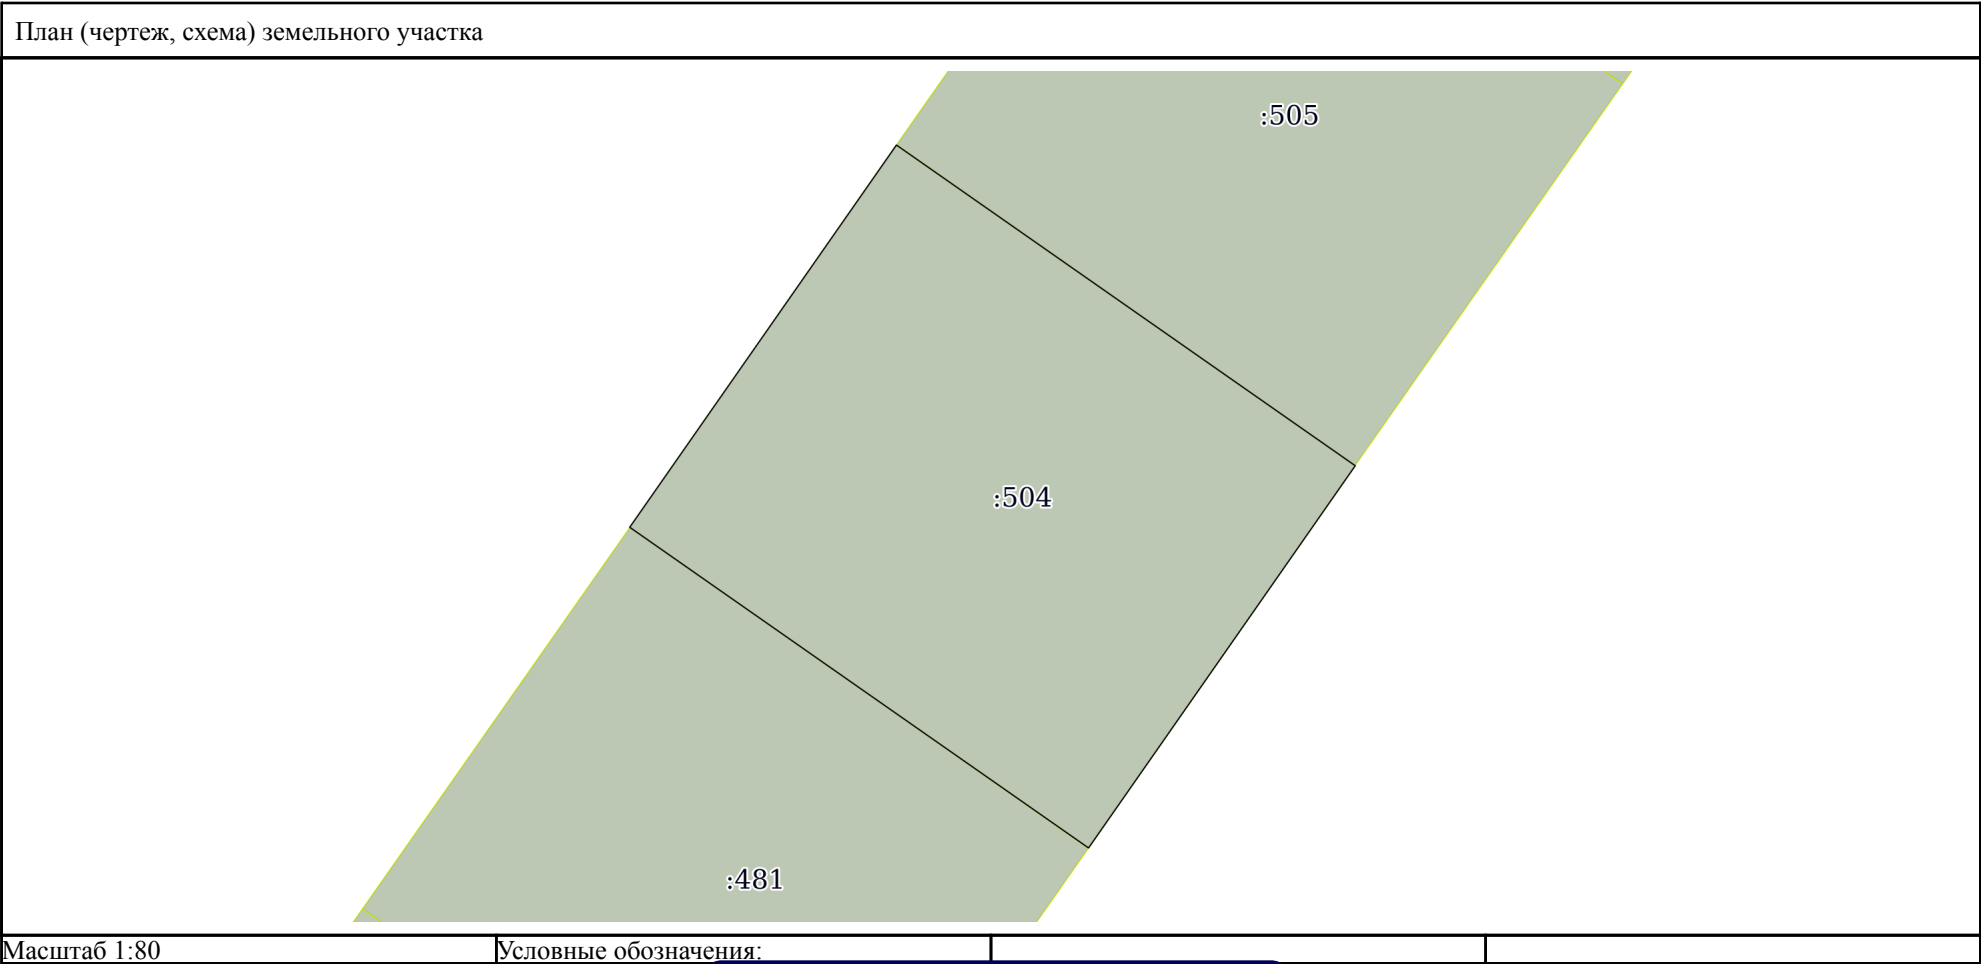 План (чертеж, схема) земельного участка
:505
:504
:481
Масштаб 1:80
Условные обозначения: